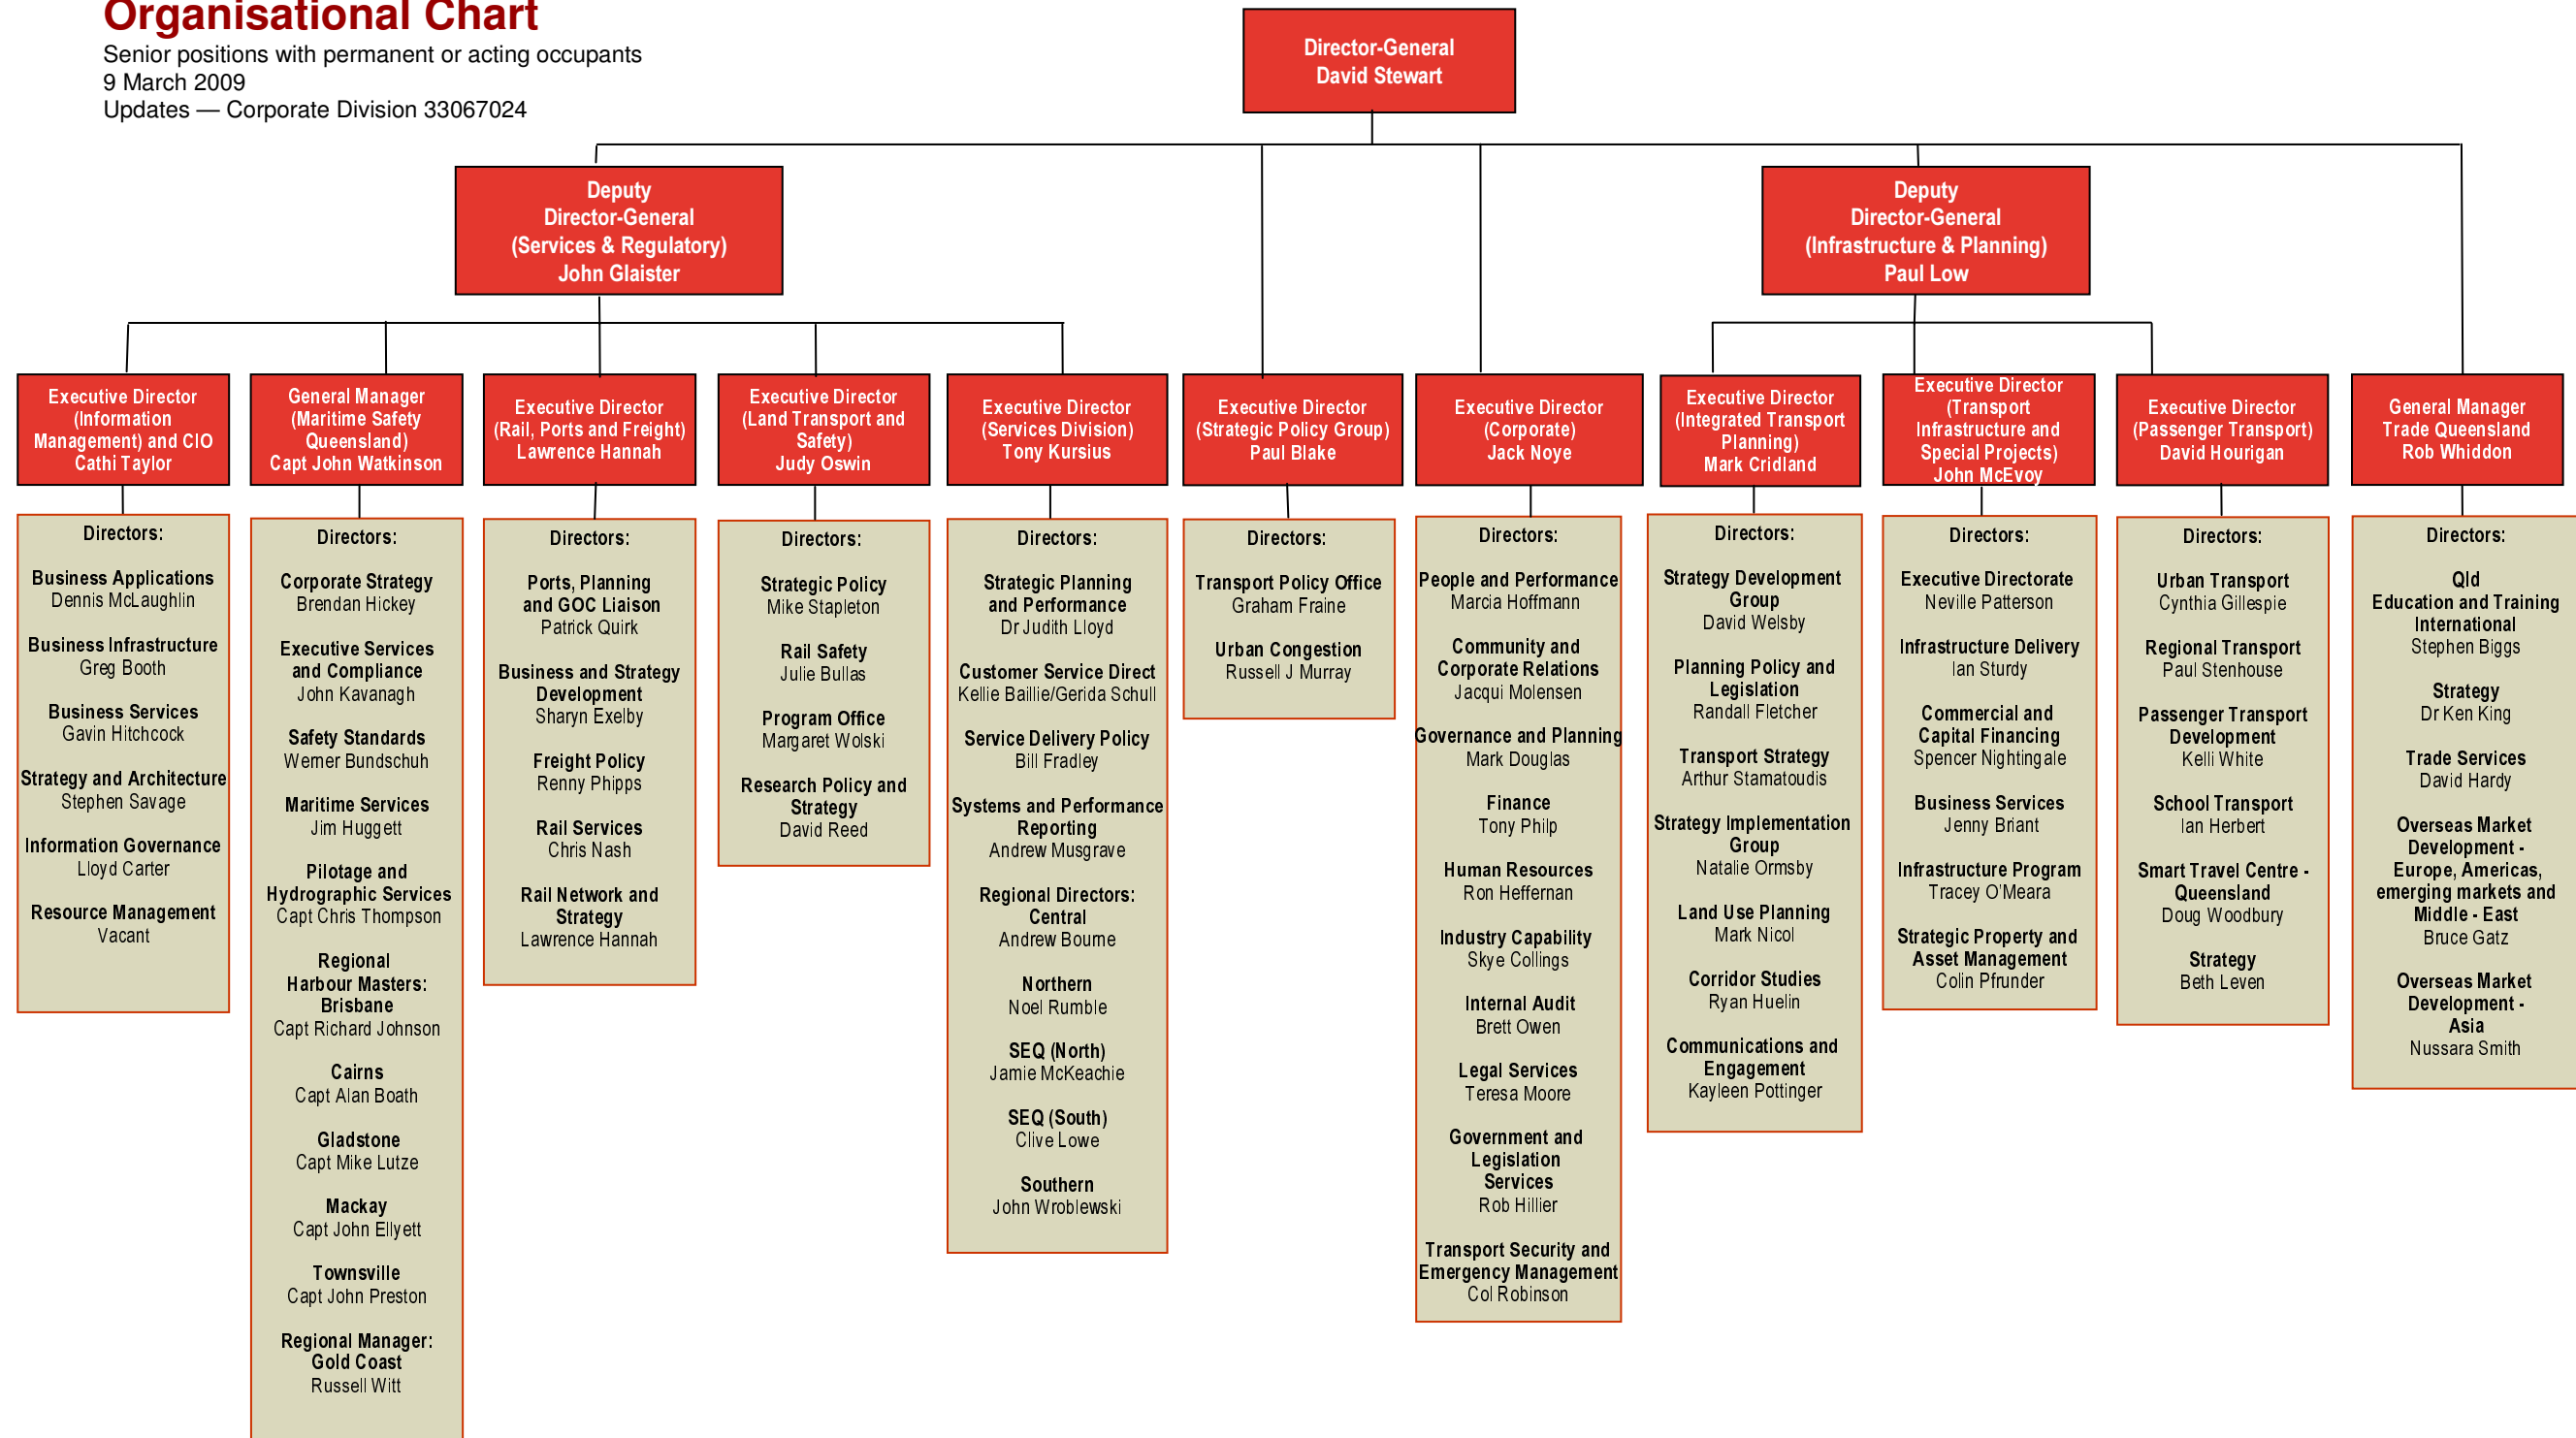 Organisational Chart
Senior positions with permanent or acting occupants
9 March 2009
Updates — Corporate Division 33067024
Director-General
David Stewart
Deputy
Director-General
(Services & Regulatory)
John Glaister
Deputy
Director-General
(Infrastructure & Planning)
Paul Low
Executive Director
(Information
Management) and CIO
Cathi Taylor
General Manager
(Maritime Safety
Queensland)
Capt John Watkinson
Executive Director
(Rail, Ports and Freight)
Lawrence Hannah
Executive Director
(Land Transport and
Safety)
Judy Oswin
Executive Director
(Services Division)
Tony Kursius
Executive Director
(Strategic Policy Group)
Paul Blake
Executive Director
(Corporate)
Jack Noye
Executive Director
(Integrated Transport
Planning)
Mark Cridland
Executive Director
(Transport
Infrastructure and
Special Projects)
John McEvoy
Executive Director
(Passenger Transport)
David Hourigan
General Manager
Trade Queensland
Rob Whiddon
Directors:
Business Applications
Dennis McLaughlin
Business Infrastructure
Greg Booth
Business Services
Gavin Hitchcock
Strategy and Architecture
Stephen Savage
Information Governance
Lloyd Carter
Resource Management
Vacant
Directors:
Corporate Strategy
Brendan Hickey
Executive Services
and Compliance
John Kavanagh
Safety Standards
Werner Bundschuh
Maritime Services
Jim Huggett
Pilotage and
Hydrographic Services
Capt Chris Thompson
Regional
Harbour Masters:
Brisbane
Capt Richard Johnson
Cairns
Capt Alan Boath
Gladstone
Capt Mike Lutze
Mackay
Capt John Ellyett
Townsville
Capt John Preston
Regional Manager:
Gold Coast
Russell Witt
Directors:
Ports, Planning
and GOC Liaison
Patrick Quirk
Business and Strategy
Development
Sharyn Exelby
Freight Policy
Renny Phipps
Rail Services
Chris Nash
Rail Network and
Strategy
Lawrence Hannah
Directors:
Strategic Policy
Mike Stapleton
Rail Safety
Julie Bullas
Program Office
Margaret Wolski
Research Policy and
Strategy
David Reed
Directors:
Strategic Planning
and Performance
Dr Judith Lloyd
Customer Service Direct
Kellie Baillie/Gerida Schull
Service Delivery Policy
Bill Fradley
Systems and Performance
Reporting
Andrew Musgrave
Regional Directors:
Central
Andrew Bourne
Northern
Noel Rumble
SEQ (North)
Jamie McKeachie
SEQ (South)
Clive Lowe
Southern
John Wroblewski
Directors:
Transport Policy Office
Graham Fraine
Urban Congestion
Russell J Murray
Directors:
People and Performance
Marcia Hoffmann
Community and
Corporate Relations
Jacqui Molensen
Governance and Planning
Mark Douglas
Finance
Tony Philp
Human Resources
Ron Heffernan
Industry Capability
Skye Collings
Internal Audit
Brett Owen
Legal Services
Teresa Moore
Government and
Legislation
Services
Rob Hillier
Transport Security and
Emergency Management
Col Robinson
Directors:
Strategy Development
Group
David Welsby
Planning Policy and
Legislation
Randall Fletcher
Transport Strategy
Arthur Stamatoudis
Strategy Implementation
Group
Natalie Ormsby
Land Use Planning
Mark Nicol
Corridor Studies
Ryan Huelin
Communications and
Engagement
Kayleen Pottinger
Directors:
Executive Directorate
Neville Patterson
Infrastructure Delivery
Ian Sturdy
Commercial and
Capital Financing
Spencer Nightingale
Business Services
Jenny Briant
Infrastructure Program
Tracey O'Meara
Strategic Property and
Asset Management
Colin Pfrunder
Directors:
Urban Transport
Cynthia Gillespie
Regional Transport
Paul Stenhouse
Passenger Transport
Development
Kelli White
School Transport
Ian Herbert
Smart Travel Centre -
Queensland
Doug Woodbury
Strategy
Beth Leven
Directors:
Qld
Education and Training
International
Stephen Biggs
Strategy
Dr Ken King
Trade Services
David Hardy
Overseas Market
Development -
Europe, Americas,
emerging markets and
Middle - East
Bruce Gatz
Overseas Market
Development -
Asia
Nussara Smith